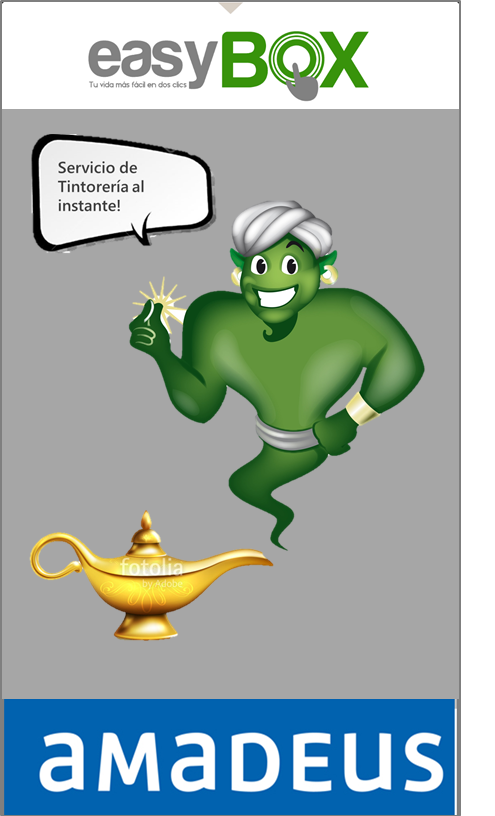 easyBOX
Tu vida más fácil en dos clics
Servicio de
Tintorería al
instante!
fotolia
aMaDEUS